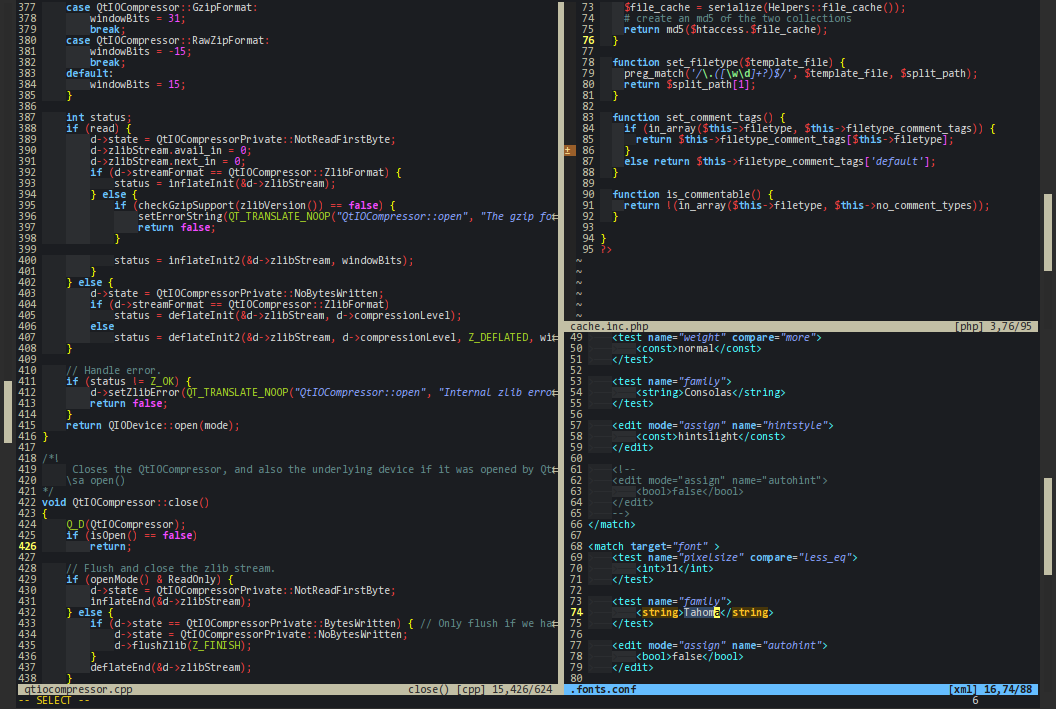 377     case QtIOCompressor::GzipFormat:
378         windowBits = 31;
379         break;
380     case QtIOCompressor::RawZipFormat:
381         windowBits = -15;
382         break;
383     default:
384         windowBits = 15;
385     }
386
387     int status;
388     if (read) {
389         d->state = QtIOCompressorPrivate::NotReadFirstByte;
390         d->zlibStream.avail_in = 0;
391         d->zlibStream.next_in = 0;
392         if (d->streamFormat == QtIOCompressor::ZlibFormat) {
393             status = inflateInit(&d->zlibStream);
394         } else {
395             if (checkGzipSupport(zlibVersion()) == false) {
396                 setErrorString(QT_TRANSLATE_NOOP("QtIOCompressor::open", "The gzip fo
397                 return false;
398             }
399
400             status = inflateInit2(&d->zlibStream, windowBits);
401         }
402     } else {
403         d->state = QtIOCompressorPrivate::NoBytesWritten;
404         if (d->streamFormat == QtIOCompressor::ZlibFormat)
405             status = deflateInit(&d->zlibStream, d->compressionLevel);
406         else
407             status = deflateInit2(&d->zlibStream, d->compressionLevel, Z_DEFLATED, wi
408     }
409
410     // Handle error.
411     if (status != Z_OK) {
412         d->setZlibError(QT_TRANSLATE_NOOP("QtIOCompressor::open", "Internal zlib erro
413         return false;
414     }
415     return QIODevice::open(mode);
416 }
417
418 /*!
419      Closes the QtIOCompressor, and also the underlying device if it was opened by Qt
420     \sa open()
421 */
422 void QtIOCompressor::close()
423 {
424     Q_D(QtIOCompressor);
425     if (isOpen() == false)
426         return;
427
428     // Flush and close the zlib stream.
429     if (openMode() & ReadOnly) {
430         d->state = QtIOCompressorPrivate::NotReadFirstByte;
431         inflateEnd(&d->zlibStream);
432     } else {
433         if (d->state == QtIOCompressorPrivate::BytesWritten) { // Only flush if we ha
434             d->state = QtIOCompressorPrivate::NoBytesWritten;
435             d->flushZlib(Z_FINISH);
436         }
437         deflateEnd(&d->zlibStream);
438     }
qtiocompressor.cpp close() [cpp] 15,426/624
-- SELECT --
73     $file_cache = serialize(Helpers::file_cache());
74     # create an md5 of the two collections
75     return md5($htaccess.$file_cache);
76   }
77
78   function set_filetype($template_file) {
79     preg_match('/\.([\w\d]+?)$/', $template_file, $split_path);
80     return $split_path[1];
81   }
82
83   function set_comment_tags() {
84     if (in_array($this->filetype, $this->filetype_comment_tags)) {
85       return $this->filetype_comment_tags[$this->filetype];
± 86     }
87     else return $this->filetype_comment_tags['default'];
88   }
89
90   function is_commentable() {
91     return !(in_array($this->filetype, $this->no_comment_types));
92   }
93
94 }
95 ?>
~
~
~
~
~
~
cache.inc.php [php] 3,76/95
49     <test name="weight" compare="more">
50         <const>normal</const>
51     </test>
52
53     <test name="family">
54         <string>Consolas</string>
55     </test>
56
57     <edit mode="assign" name="hintstyle">
58         <const>hintslight</const>
59     </edit>
60
61     <!--
62     <edit mode="assign" name="autohint">
63         <bool>false</bool>
64     </edit>
65     -->
66 </match>
67
68 <match target="font" >
69     <test name="pixelsize" compare="less_eq">
70         <int>11</int>
71     </test>
72
73     <test name="family">
74         <string>Tahoma</string>
75     </test>
76
77     <edit mode="assign" name="autohint">
78         <bool>false</bool>
79     </edit>
80
.fonts.conf [xml] 16,74/88
6